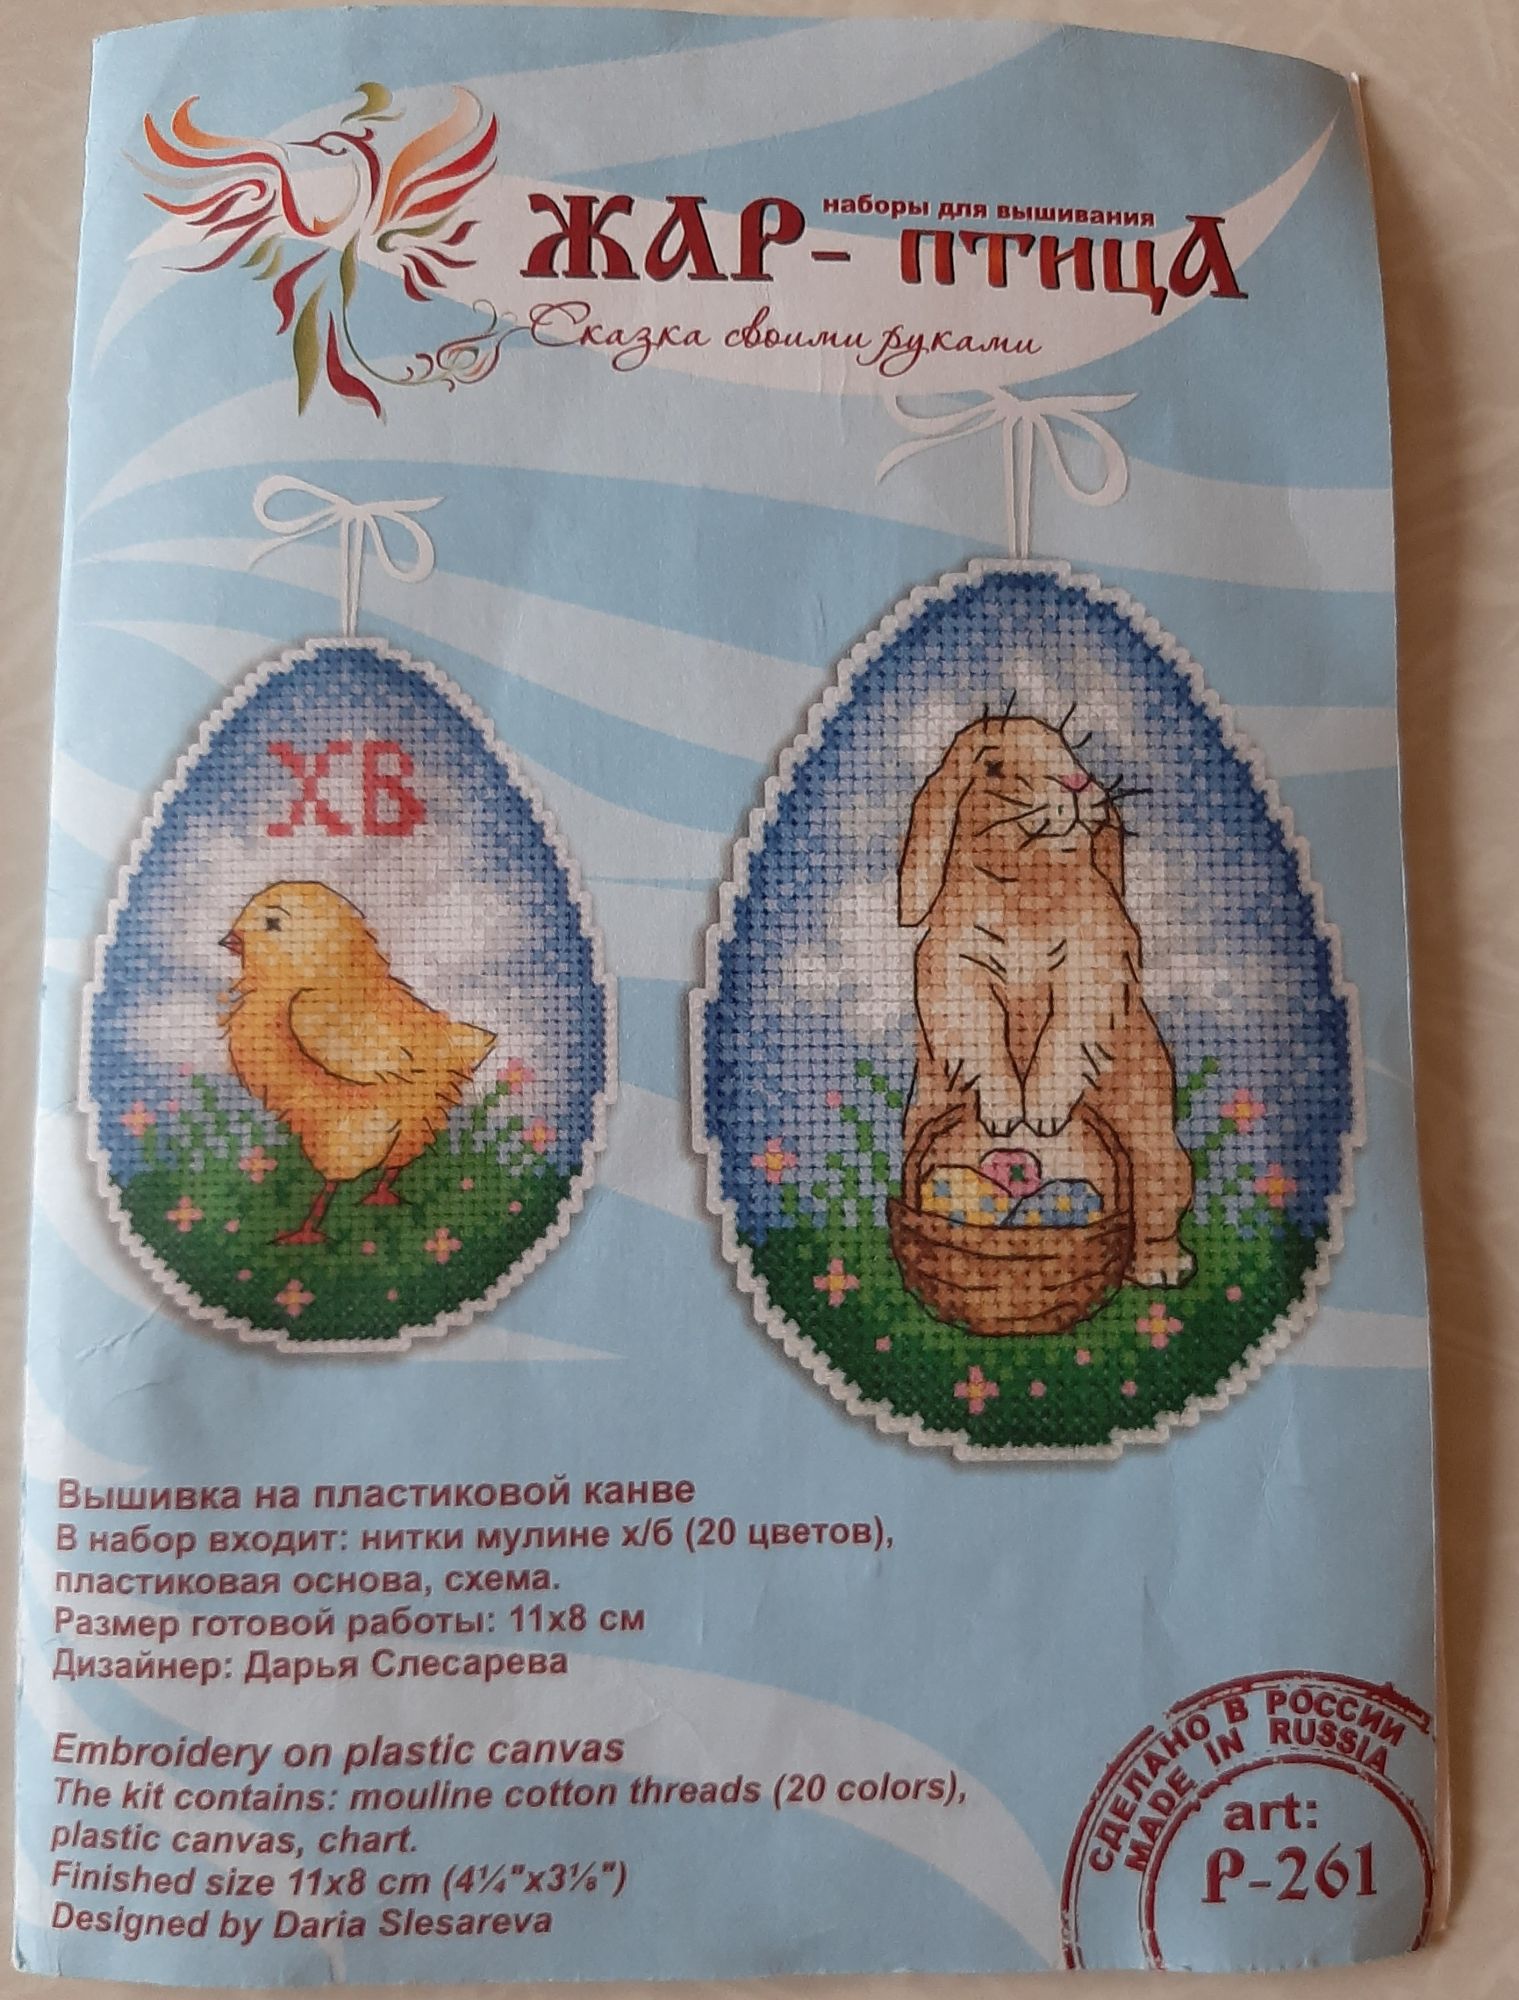 наборы для вышивания
ЖАР-ПТИЦА
Сказка своими руками
ХВ
Вышивка на пластиковой канве
В набор входит: нитки мулине х/б (20 цветов),
пластиковая основа, схема.
Размер готовой работы: 11х8 см
Дизайнер: Дарья Слесарева
Embroidery on plastic canvas
The kit contains: mouline cotton threads (20 colors),
plastic canvas, chart.
Finished size 11x8 cm (4¼"x3⅛")
Designed by Daria Slesareva
СДЕЛАНО В РОССИИ
MADE IN RUSSIA
art:
P-261